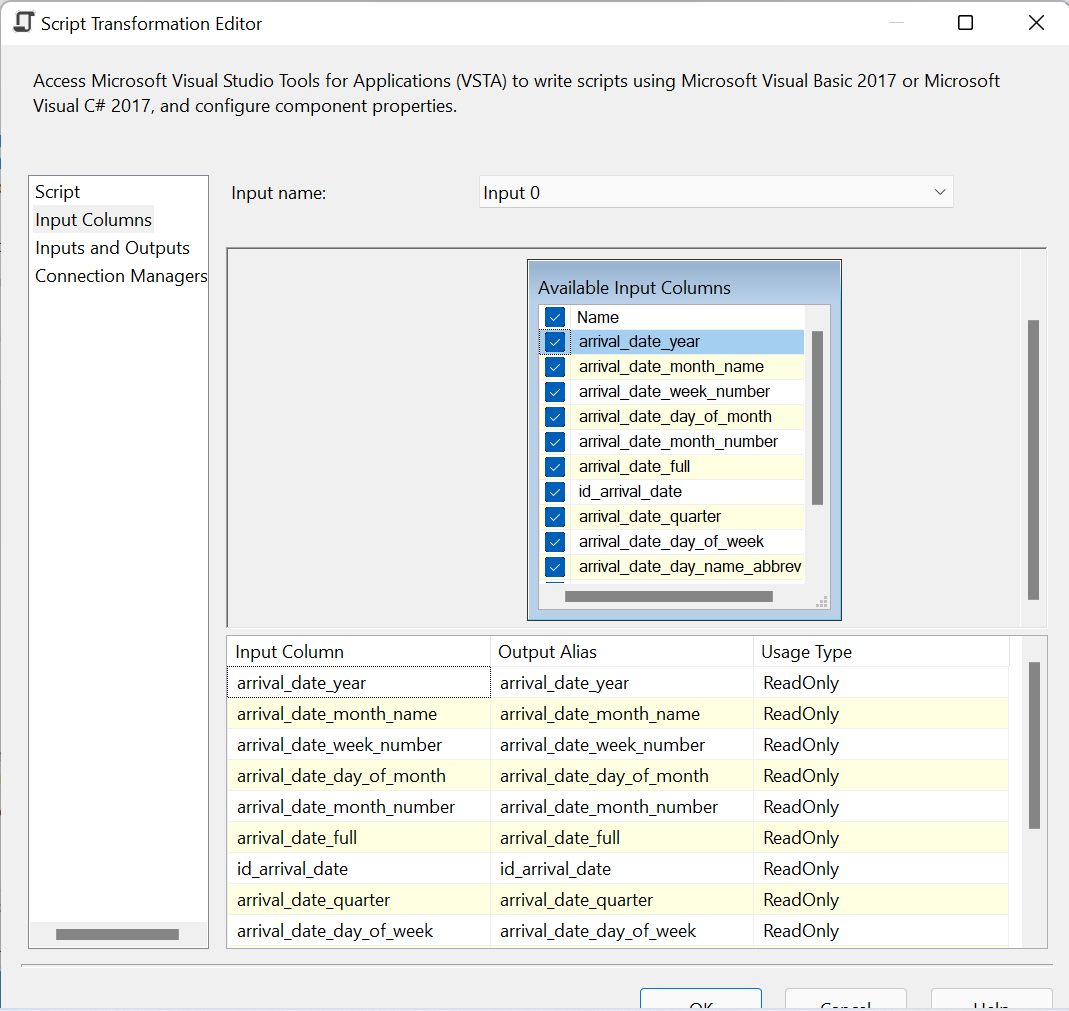 Script Transformation Editor
Access Microsoft Visual Studio Tools for Applications (VSTA) to write scripts using Microsoft Visual Basic 2017 or Microsoft
Visual C# 2017, and configure component properties.
Script
Input Columns
Inputs and Outputs
Connection Managers
Input name:
Input 0
Available Input Columns
Name
arrival_date_year
arrival_date_month_name
arrival_date_week_number
arrival_date_day_of_month
arrival_date_month_number
arrival_date_full
id_arrival_date
arrival_date_quarter
arrival_date_day_of_week
arrival_date_day_name_abbrev
Input Column Output Alias Usage Type
arrival_date_year arrival_date_year ReadOnly
arrival_date_month_name arrival_date_month_name ReadOnly
arrival_date_week_number arrival_date_week_number ReadOnly
arrival_date_day_of_month arrival_date_day_of_month ReadOnly
arrival_date_month_number arrival_date_month_number ReadOnly
arrival_date_full arrival_date_full ReadOnly
id_arrival_date id_arrival_date ReadOnly
arrival_date_quarter arrival_date_quarter ReadOnly
arrival_date_day_of_week arrival_date_day_of_week ReadOnly
OK Cancel Help